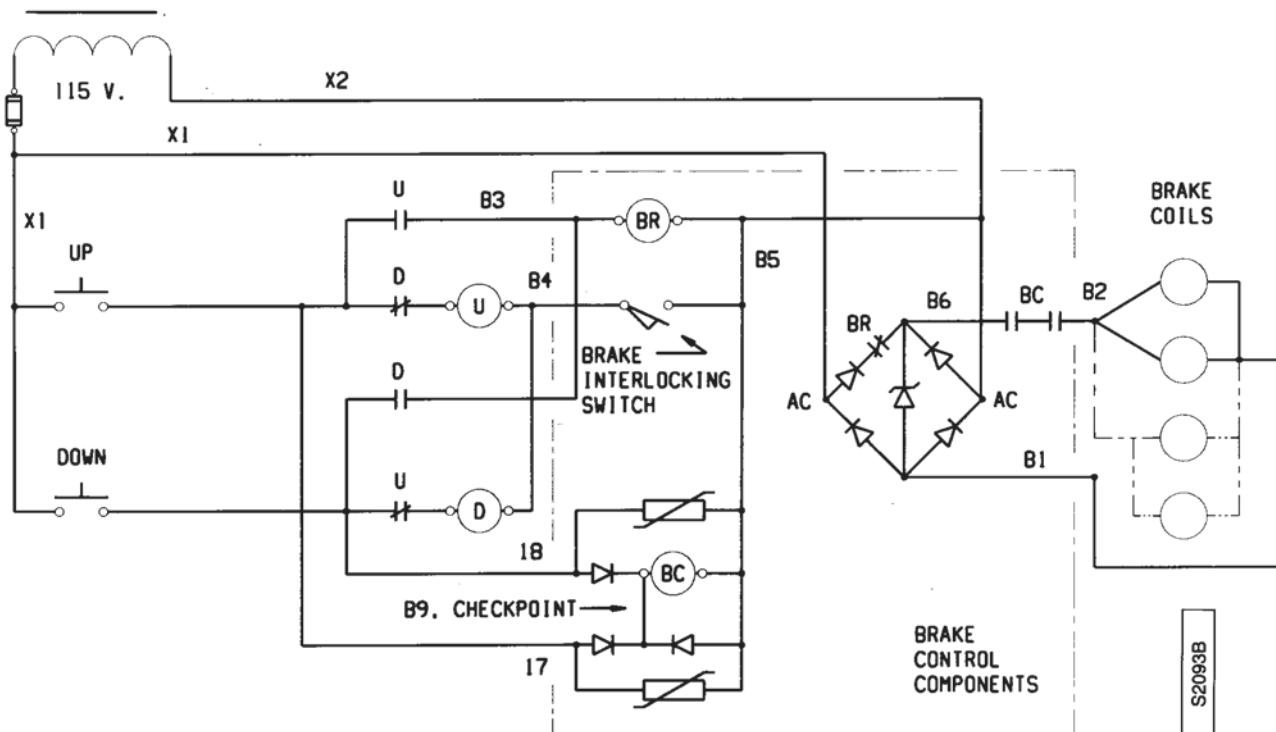 115 V.
X2
X1
X1
U
B3
BR
BRAKE
COILS
UP
D
U
B4
B5
B6
BC
B2
BR
BRAKE
INTERLOCKING
SWITCH
D
AC
AC
DOWN
U
D
B1
18
BC
B9. CHECKPOINT
17
BRAKE
CONTROL
COMPONENTS
S2093B